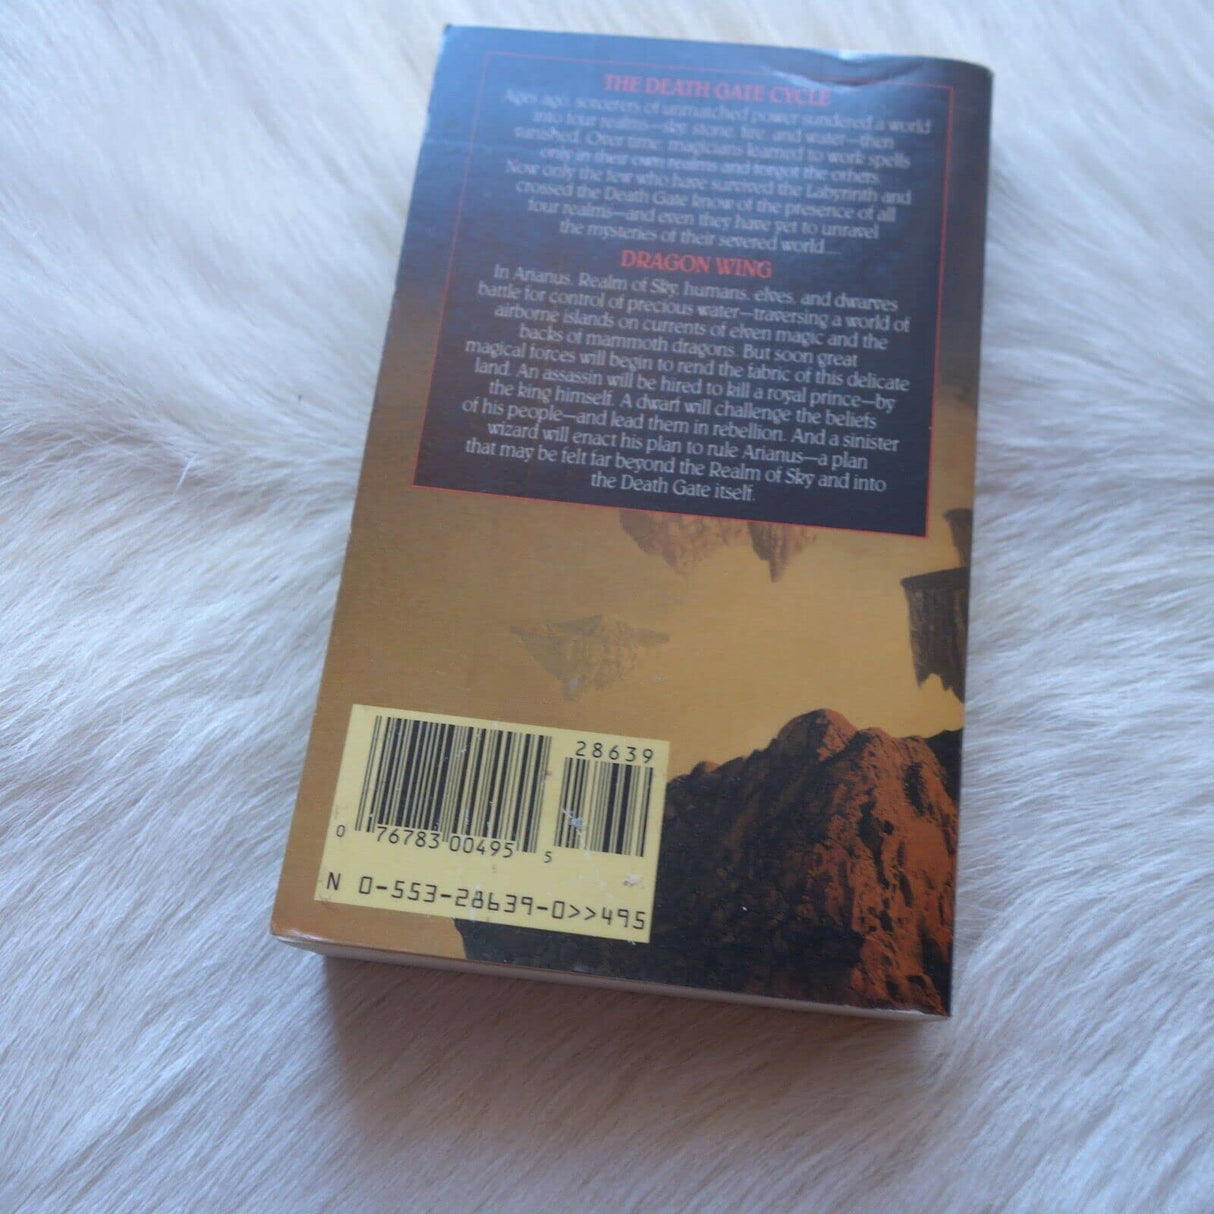 THE DEATH GATE CYCLE
Ages ago, sorcerers of unmatched power sundered a world
into four realms—sky, stone, fire, and water—then
vanished. Over time, magicians learned to work spells
only in their own realms and forgot the others.
Now only the few who have survived the Labyrinth and
crossed the Death Gate know of the presence of all
four realms—and even they have yet to unravel
the mysteries of their severed world....
DRAGON WING
In Arianus, Realm of Sky, humans, elves, and dwarves
battle for control of precious water—traversing a world of
airborne islands on currents of elven magic and the
backs of mammoth dragons. But soon great
magical forces will begin to rend the fabric of this delicate
land. An assassin will be hired to kill a royal prince—by
the king himself. A dwarf will challenge the beliefs
of his people—and lead them in rebellion. And a sinister
wizard will enact his plan to rule Arianus—a plan
that may be felt far beyond the Realm of Sky and into
the Death Gate itself.
28639
0 76783 00495 5
N 0-553-28639-0>>495